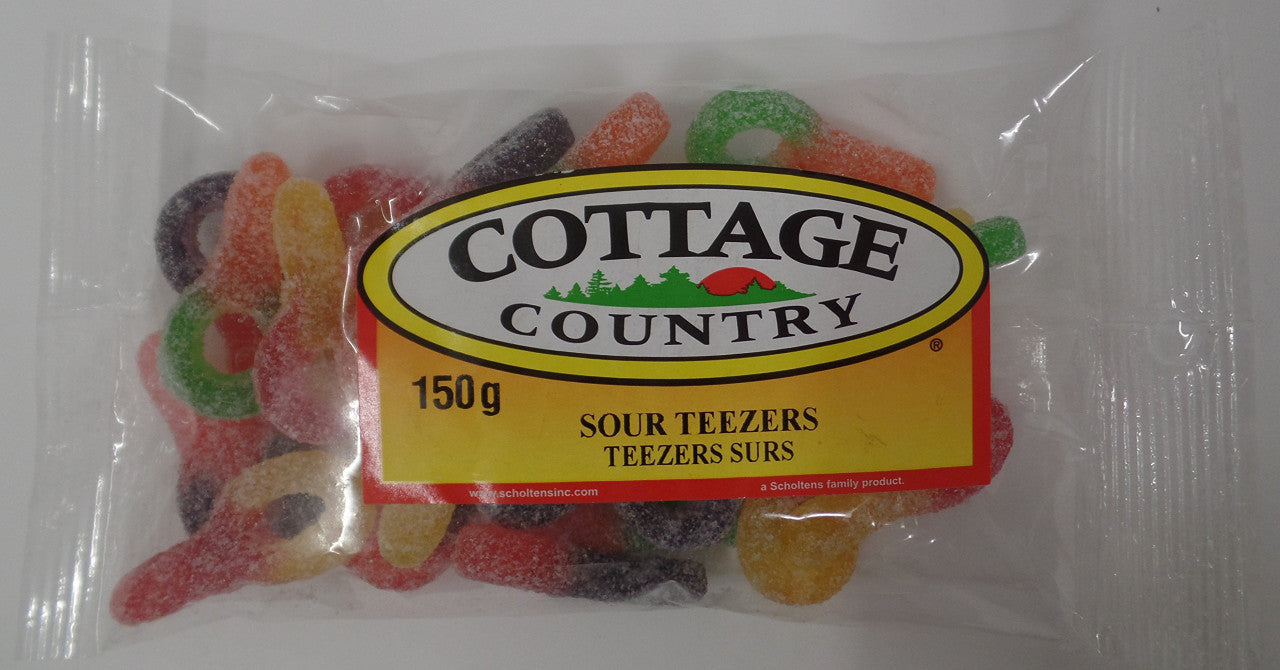 COTTAGE
COUNTRY
®
150g
SOUR TEEZERS
TEEZERS SURS
www.scholtensinc.com
a Scholtens family product.